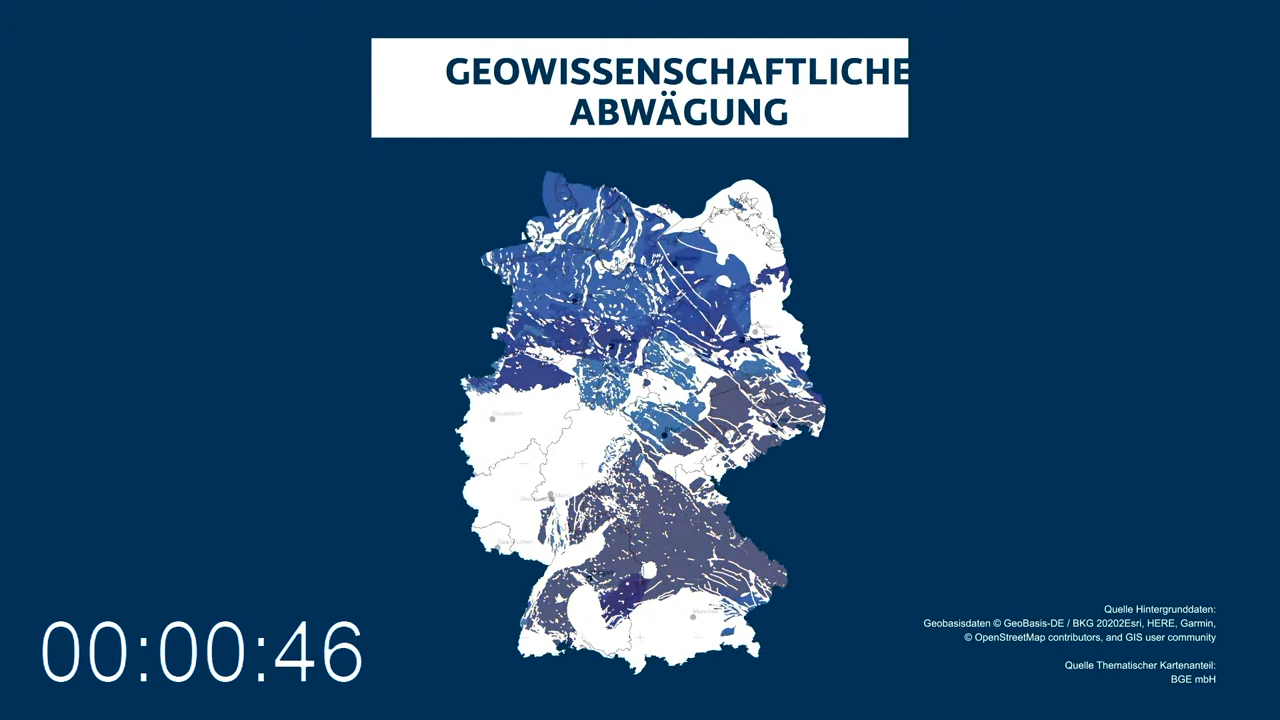 GEOWISSENSCHAFTLICHE
ABWÄGUNG
00:00:46
Quelle Hintergrunddaten:
Geobasisdaten © GeoBasis-DE / BKG 20202Esri, HERE, Garmin,
© OpenStreetMap contributors, and GIS user community
Quelle Thematischer Kartenanteil:
BGE mbH